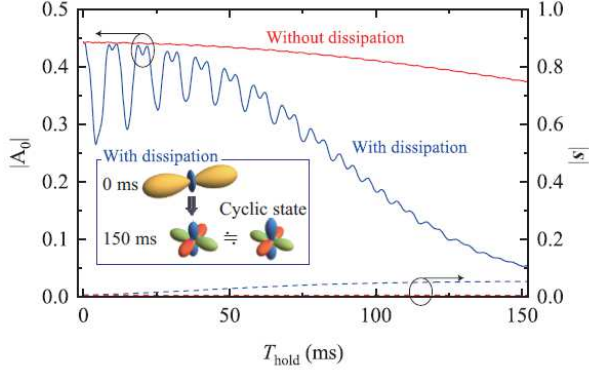 0.5
0.4
0.3
0.2
0.1
0.0
|A0|
1.0
0.8
0.6
0.4
0.2
0.0
|s|
Without dissipation
With dissipation
With dissipation
0 ms
Cyclic state
150 ms ≒
0 50 100 150
Thold (ms)